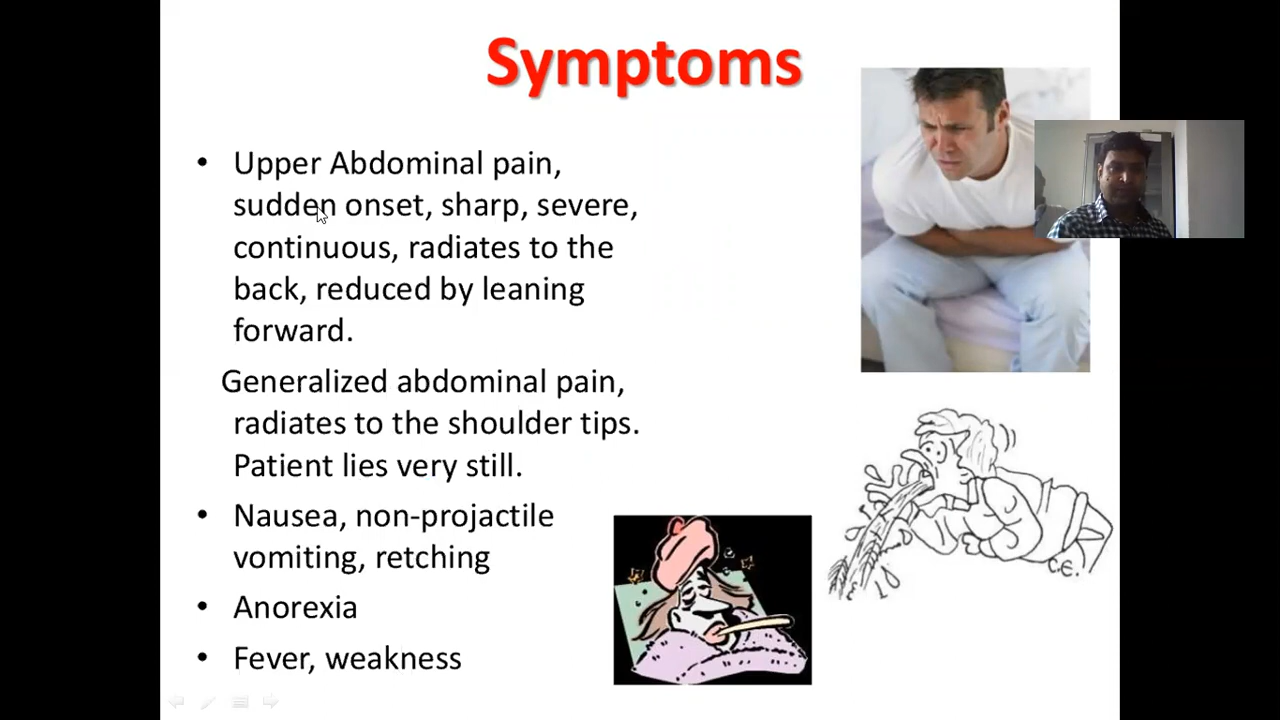 Symptoms
• Upper Abdominal pain,
sudden onset, sharp, severe,
continuous, radiates to the
back, reduced by leaning
forward.
Generalized abdominal pain,
radiates to the shoulder tips.
Patient lies very still.
• Nausea, non-projactile
vomiting, retching
• Anorexia
• Fever, weakness
C.E.